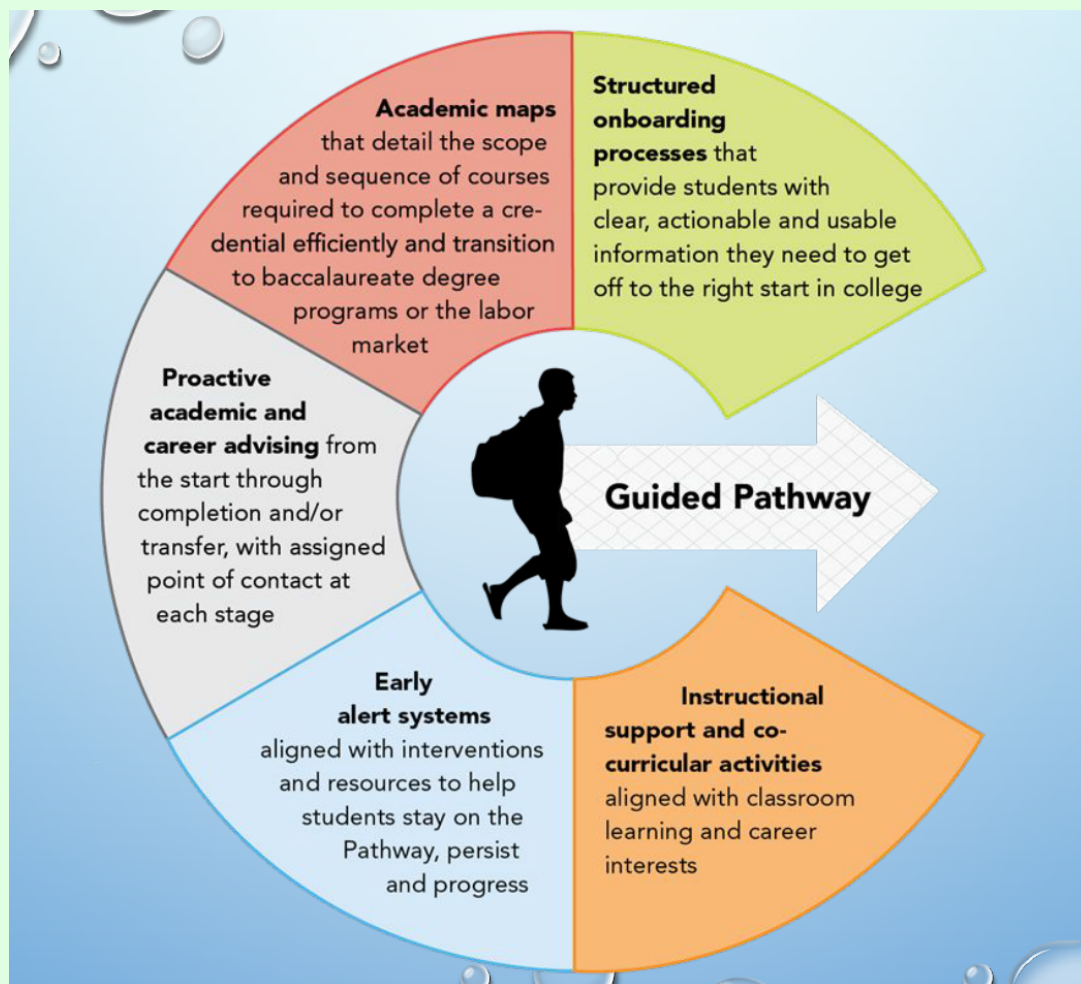 Academic maps
that detail the scope
and sequence of courses
required to complete a cre-
dential efficiently and transition
to baccalaureate degree
programs or the labor
market
Structured
onboarding
processes that
provide students with
clear, actionable and usable
information they need to get
off to the right start in college
Proactive
academic and
career advising from
the start through
completion and/or
transfer, with assigned
point of contact at
each stage
Guided Pathway
Early
alert systems
aligned with interventions
and resources to help
students stay on the
Pathway, persist
and progress
Instructional
support and co-
curricular activities
aligned with classroom
learning and career
interests